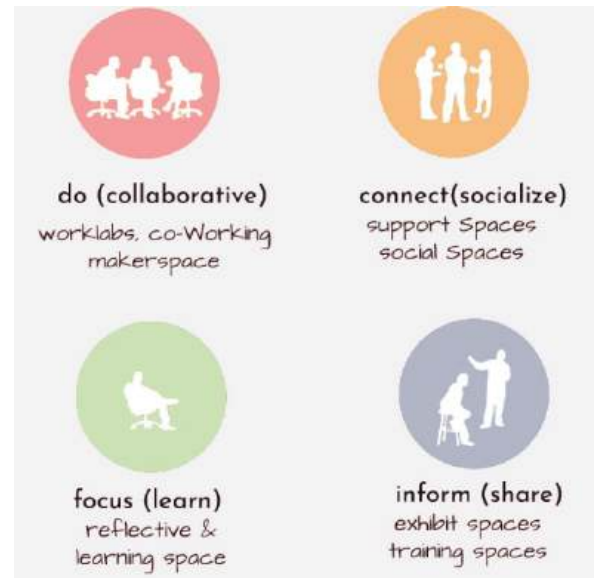 do (collaborative)
worklabs, co-Working
makerspace
connect(socialize)
support Spaces
social Spaces
focus (learn)
reflective &
learning space
inform (share)
exhibit spaces
training spaces